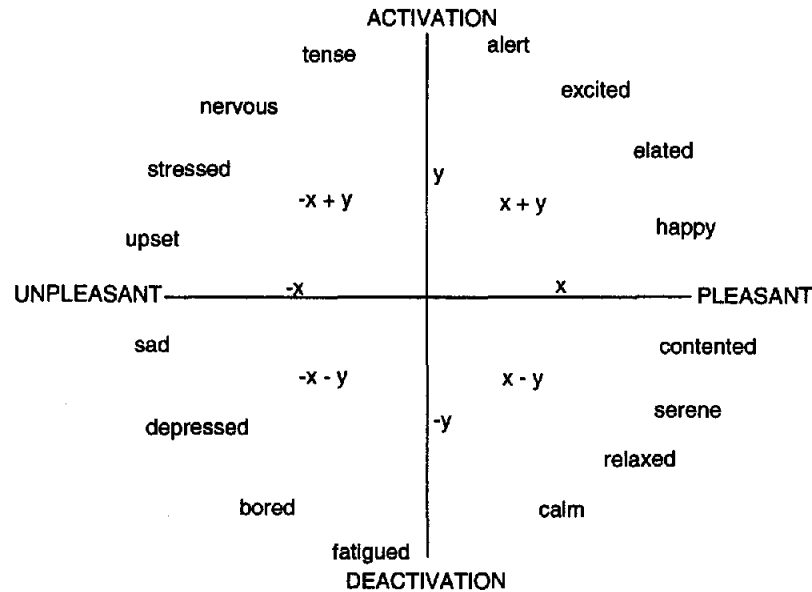 ACTIVATION
tense alert
excited
nervous
elated
stressed
y
-x + y x + y
happy
upset
UNPLEASANT -x x PLEASANT
sad contented
-x - y x - y
serene
-y
depressed
relaxed
bored calm
fatigued
DEACTIVATION